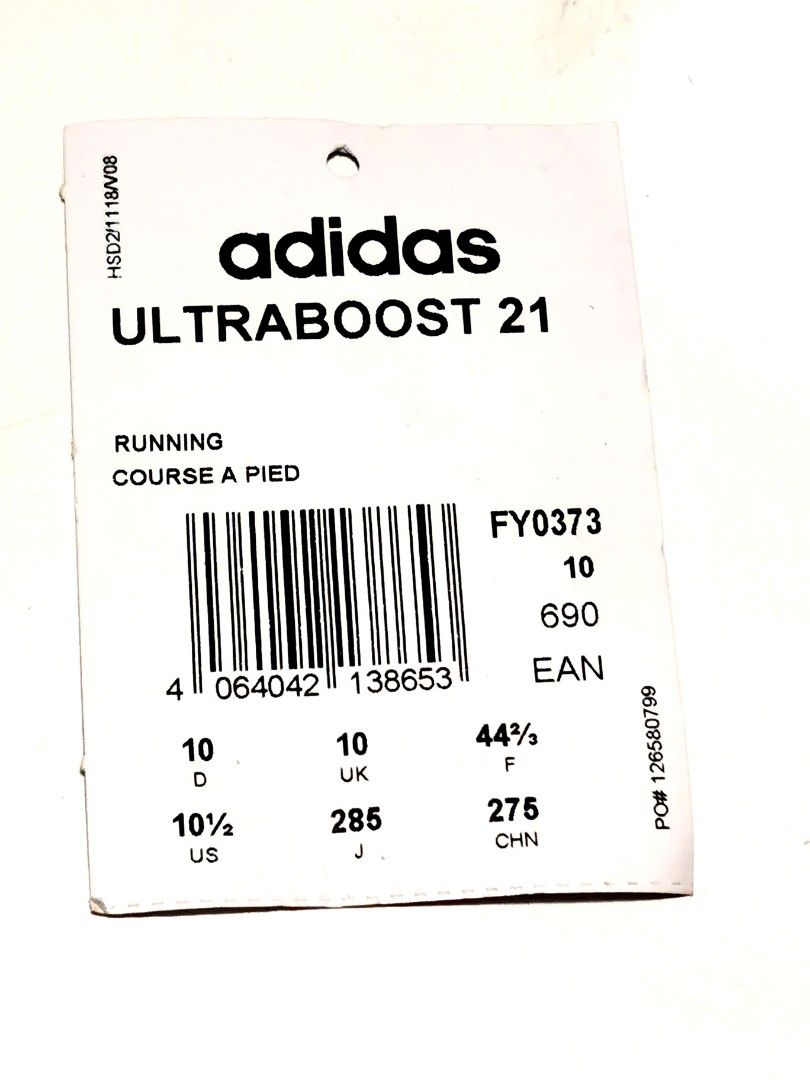 HSD2/1118/V08
adidas
ULTRABOOST 21
RUNNING
COURSE A PIED
FY0373
10
690
EAN
4 064042 138653
10 10 44⅔
D UK F
10½ 285 275
US J CHN
PO# 126580799